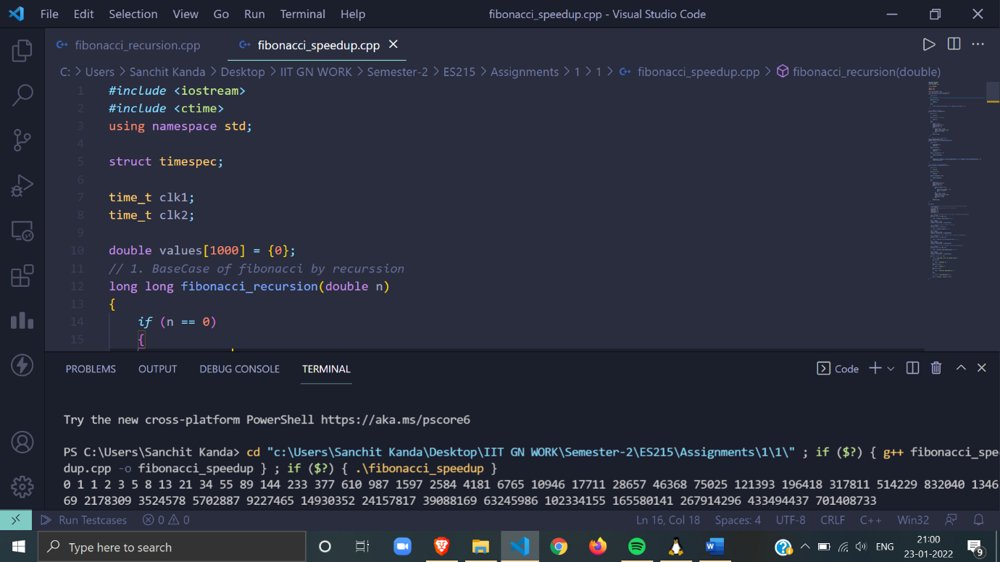 File Edit Selection View Go Run Terminal Help fibonacci_speedup.cpp - Visual Studio Code
fibonacci_recursion.cpp fibonacci_speedup.cpp
C: > Users > Sanchit Kanda > Desktop > IIT GN WORK > Semester-2 > ES215 > Assignments > 1 > 1 > fibonacci_speedup.cpp > fibonacci_recursion(double)
1 #include <iostream>
2 #include <ctime>
3 using namespace std;
4
5 struct timespec;
6
7 time_t clk1;
8 time_t clk2;
9
10 double values[1000] = {0};
11 // 1. BaseCase of fibonacci by recurssion
12 long long fibonacci_recursion(double n)
13 {
14 if (n == 0)
15 {
PROBLEMS OUTPUT DEBUG CONSOLE TERMINAL Code
Try the new cross-platform PowerShell https://aka.ms/pscore6
PS C:\Users\Sanchit Kanda> cd "c:\Users\Sanchit Kanda\Desktop\IIT GN WORK\Semester-2\ES215\Assignments\1\1\" ; if ($?) { g++ fibonacci_spe
dup.cpp -o fibonacci_speedup } ; if ($?) { .\fibonacci_speedup }
0 1 1 2 3 5 8 13 21 34 55 89 144 233 377 610 987 1597 2584 4181 6765 10946 17711 28657 46368 75025 121393 196418 317811 514229 832040 1346
69 2178309 3524578 5702887 9227465 14930352 24157817 39088169 63245986 102334155 165580141 267914296 433494437 701408733
Run Testcases 0 0 Ln 16, Col 18 Spaces: 4 UTF-8 CRLF C++ Win32
Type here to search ENG 21:00
23-01-2022 9